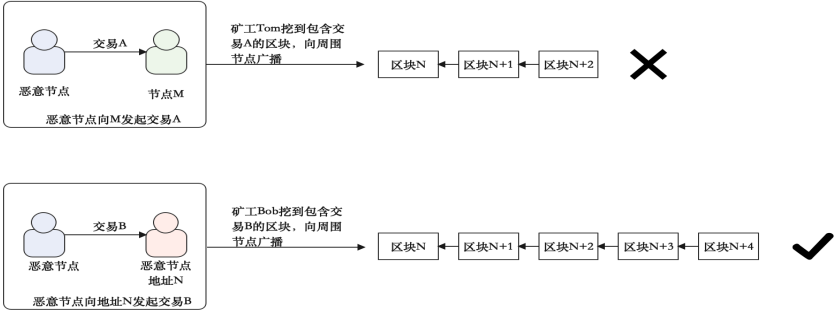 交易A
恶意节点
节点M
恶意节点向M发起交易A
矿工Tom挖到包含交
易A的区块，向周围
节点广播
区块N
区块N+1
区块N+2
交易B
恶意节点
恶意节点
地址N
恶意节点向地址N发起交易B
矿工Bob挖到包含交
易B的区块，向周围
节点广播
区块N
区块N+1
区块N+2
区块N+3
区块N+4